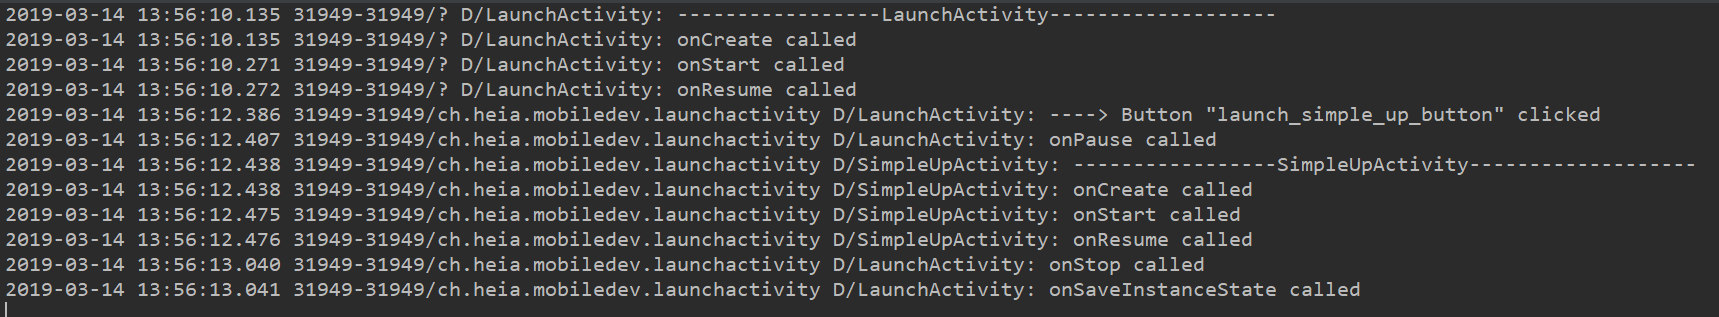 2019-03-14 13:56:10.135 31949-31949/? D/LaunchActivity: -----------------LaunchActivity-------------------
2019-03-14 13:56:10.135 31949-31949/? D/LaunchActivity: onCreate called
2019-03-14 13:56:10.271 31949-31949/? D/LaunchActivity: onStart called
2019-03-14 13:56:10.272 31949-31949/? D/LaunchActivity: onResume called
2019-03-14 13:56:12.386 31949-31949/ch.heia.mobiledev.launchactivity D/LaunchActivity: ----> Button "launch_simple_up_button" clicked
2019-03-14 13:56:12.407 31949-31949/ch.heia.mobiledev.launchactivity D/LaunchActivity: onPause called
2019-03-14 13:56:12.438 31949-31949/ch.heia.mobiledev.launchactivity D/SimpleUpActivity: -----------------SimpleUpActivity-------------------
2019-03-14 13:56:12.438 31949-31949/ch.heia.mobiledev.launchactivity D/SimpleUpActivity: onCreate called
2019-03-14 13:56:12.475 31949-31949/ch.heia.mobiledev.launchactivity D/SimpleUpActivity: onStart called
2019-03-14 13:56:12.476 31949-31949/ch.heia.mobiledev.launchactivity D/SimpleUpActivity: onResume called
2019-03-14 13:56:13.040 31949-31949/ch.heia.mobiledev.launchactivity D/LaunchActivity: onStop called
2019-03-14 13:56:13.041 31949-31949/ch.heia.mobiledev.launchactivity D/LaunchActivity: onSaveInstanceState called